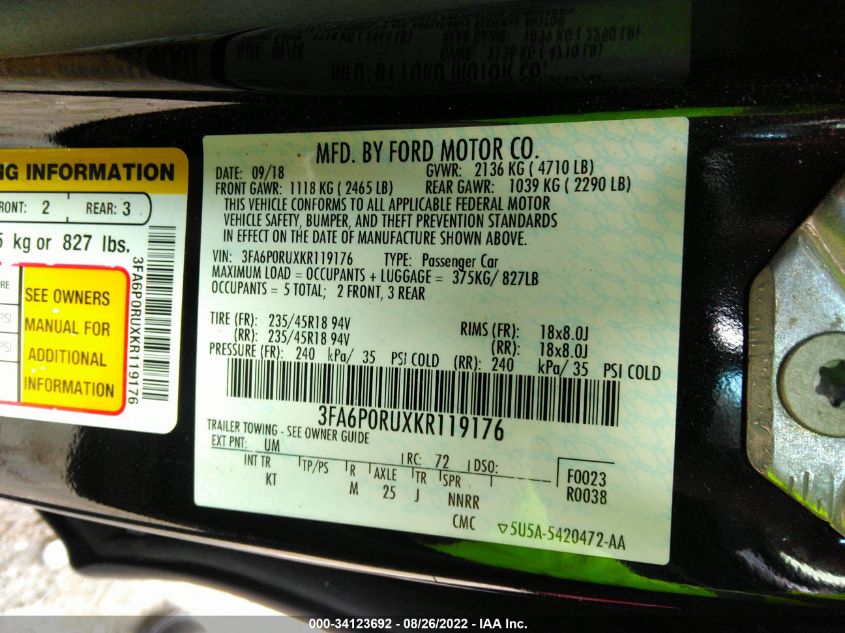 MFD. BY FORD MOTOR CO.
DATE: 09/18 GVWR: 2136 KG ( 4710 LB)
FRONT GAWR: 1118 KG ( 2465 LB) REAR GAWR: 1039 KG ( 2290 LB)
THIS VEHICLE CONFORMS TO ALL APPLICABLE FEDERAL MOTOR
VEHICLE SAFETY, BUMPER, AND THEFT PREVENTION STANDARDS
IN EFFECT ON THE DATE OF MANUFACTURE SHOWN ABOVE.
VIN: 3FA6P0RUXKR119176 TYPE: Passenger Car
MAXIMUM LOAD = OCCUPANTS + LUGGAGE = 375KG/ 827LB
OCCUPANTS = 5 TOTAL; 2 FRONT, 3 REAR
TIRE (FR): 235/45R18 94V RIMS (FR): 18x8.0J
(RR): 235/45R18 94V (RR): 18x8.0J
PRESSURE (FR): 240 kPa/ 35 PSI COLD (RR): 240 kPa/ 35 PSI COLD
3FA6P0RUXKR119176
TRAILER TOWING - SEE OWNER GUIDE
EXT PNT: UM RC: 72 DSO:
INT TR TP/PS R AXLE TR SPR F0023
KT M 25 J NNRR R0038
CMC ▽5U5A-5420472-AA
NG INFORMATION
FRONT: 2 REAR: 3
5 kg or 827 lbs.
SEE OWNERS
MANUAL FOR
ADDITIONAL
INFORMATION
PSI
PSI
3FA6P0RUXKR119176
000-34123692 - 08/26/2022 - IAA Inc.